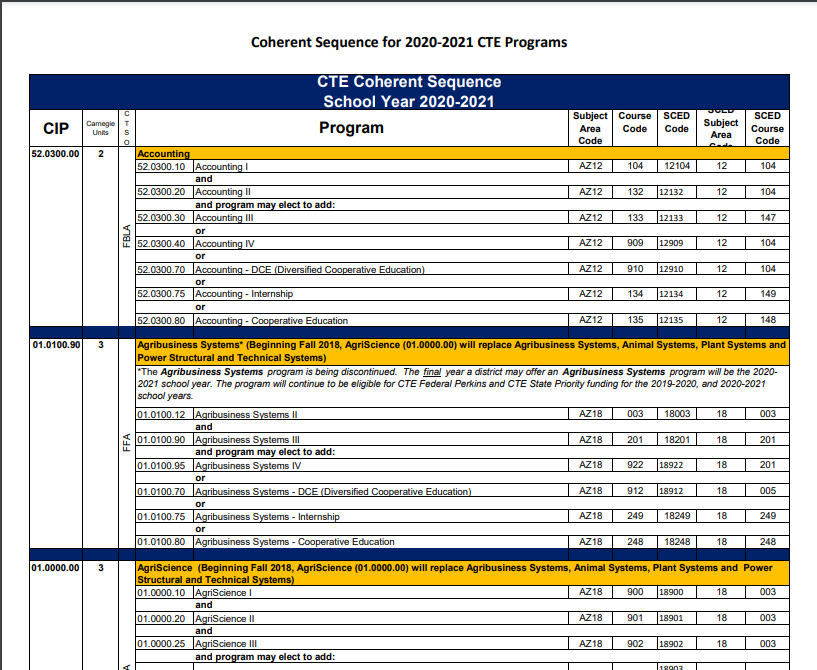 Coherent Sequence for 2020-2021 CTE Programs
CTE Coherent Sequence
School Year 2020-2021
CIP Carnegie Units CTSO Program Subject Area Code Course Code SCED Code SCED Subject Area Code SCED Course Code
52.0300.00 2 Accounting
FBLA
52.0300.10 Accounting I AZ12 104 12104 12 104
and
52.0300.20 Accounting II AZ12 132 12132 12 104
and program may elect to add:
52.0300.30 Accounting III AZ12 133 12133 12 147
or
52.0300.40 Accounting IV AZ12 909 12909 12 104
or
52.0300.70 Accounting - DCE (Diversified Cooperative Education) AZ12 910 12910 12 104
or
52.0300.75 Accounting - Internship AZ12 134 12134 12 149
or
52.0300.80 Accounting - Cooperative Education AZ12 135 12135 12 148
01.0100.90 3 Agribusiness Systems* (Beginning Fall 2018, AgriScience (01.0000.00) will replace Agribusiness Systems, Animal Systems, Plant Systems and
Power Structural and Technical Systems)
*The Agribusiness Systems program is being discontinued. The final year a district may offer an Agribusiness Systems program will be the 2020-
2021 school year. The program will continue to be eligible for CTE Federal Perkins and CTE State Priority funding for the 2019-2020, and 2020-2021
school years.
FFA
01.0100.12 Agribusiness Systems II AZ18 003 18003 18 003
and
01.0100.90 Agribusiness Systems III AZ18 201 18201 18 201
and program may elect to add:
01.0100.95 Agribusiness Systems IV AZ18 922 18922 18 201
or
01.0100.70 Agribusiness Systems - DCE (Diversified Cooperative Education) AZ18 912 18912 18 005
or
01.0100.75 Agribusiness Systems - Internship AZ18 249 18249 18 249
or
01.0100.80 Agribusiness Systems - Cooperative Education AZ18 248 18248 18 248
01.0000.00 3 AgriScience (Beginning Fall 2018, AgriScience (01.0000.00) will replace Agribusiness Systems, Animal Systems, Plant Systems and Power
Structural and Technical Systems)
01.0000.10 AgriScience I AZ18 900 18900 18 003
and
01.0000.20 AgriScience II AZ18 901 18901 18 003
and
01.0000.25 AgriScience III AZ18 902 18902 18 003
and program may elect to add: